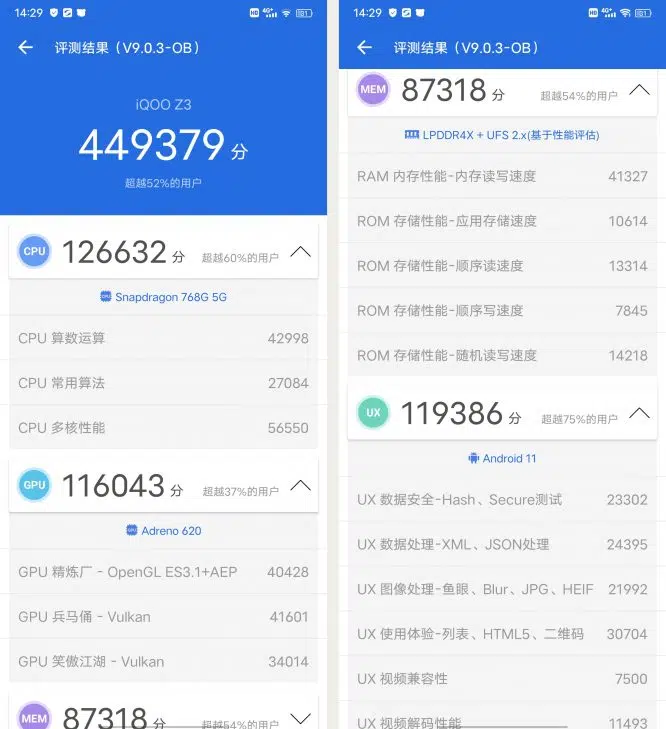 14:29
HD 4G+ 61
评测结果（V9.0.3-OB）
iQOO Z3
449379 分
超越52%的用户
CPU 126632 分 超越60%的用户
Snapdragon 768G 5G
CPU 算数运算 42998
CPU 常用算法 27084
CPU 多核性能 56550
GPU 116043 分 超越37%的用户
Adreno 620
GPU 精炼厂 - OpenGL ES3.1+AEP 40428
GPU 兵马俑 - Vulkan 41601
GPU 笑傲江湖 - Vulkan 34014
MEM 87318 分 超越54%的用户
14:29
HD 4G+ 61
评测结果（V9.0.3-OB）
MEM 87318 分 超越54%的用户
LPDDR4X + UFS 2.x(基于性能评估)
RAM 内存性能-内存读写速度 41327
ROM 存储性能-应用存储速度 10614
ROM 存储性能-顺序读速度 13314
ROM 存储性能-顺序写速度 7845
ROM 存储性能-随机读写速度 14218
UX 119386 分 超越75%的用户
Android 11
UX 数据安全-Hash、Secure测试 23302
UX 数据处理-XML、JSON处理 24395
UX 图像处理-鱼眼、Blur、JPG、HEIF 21992
UX 使用体验-列表、HTML5、二维码 30704
UX 视频兼容性 7500
UX 视频解码性能 11493